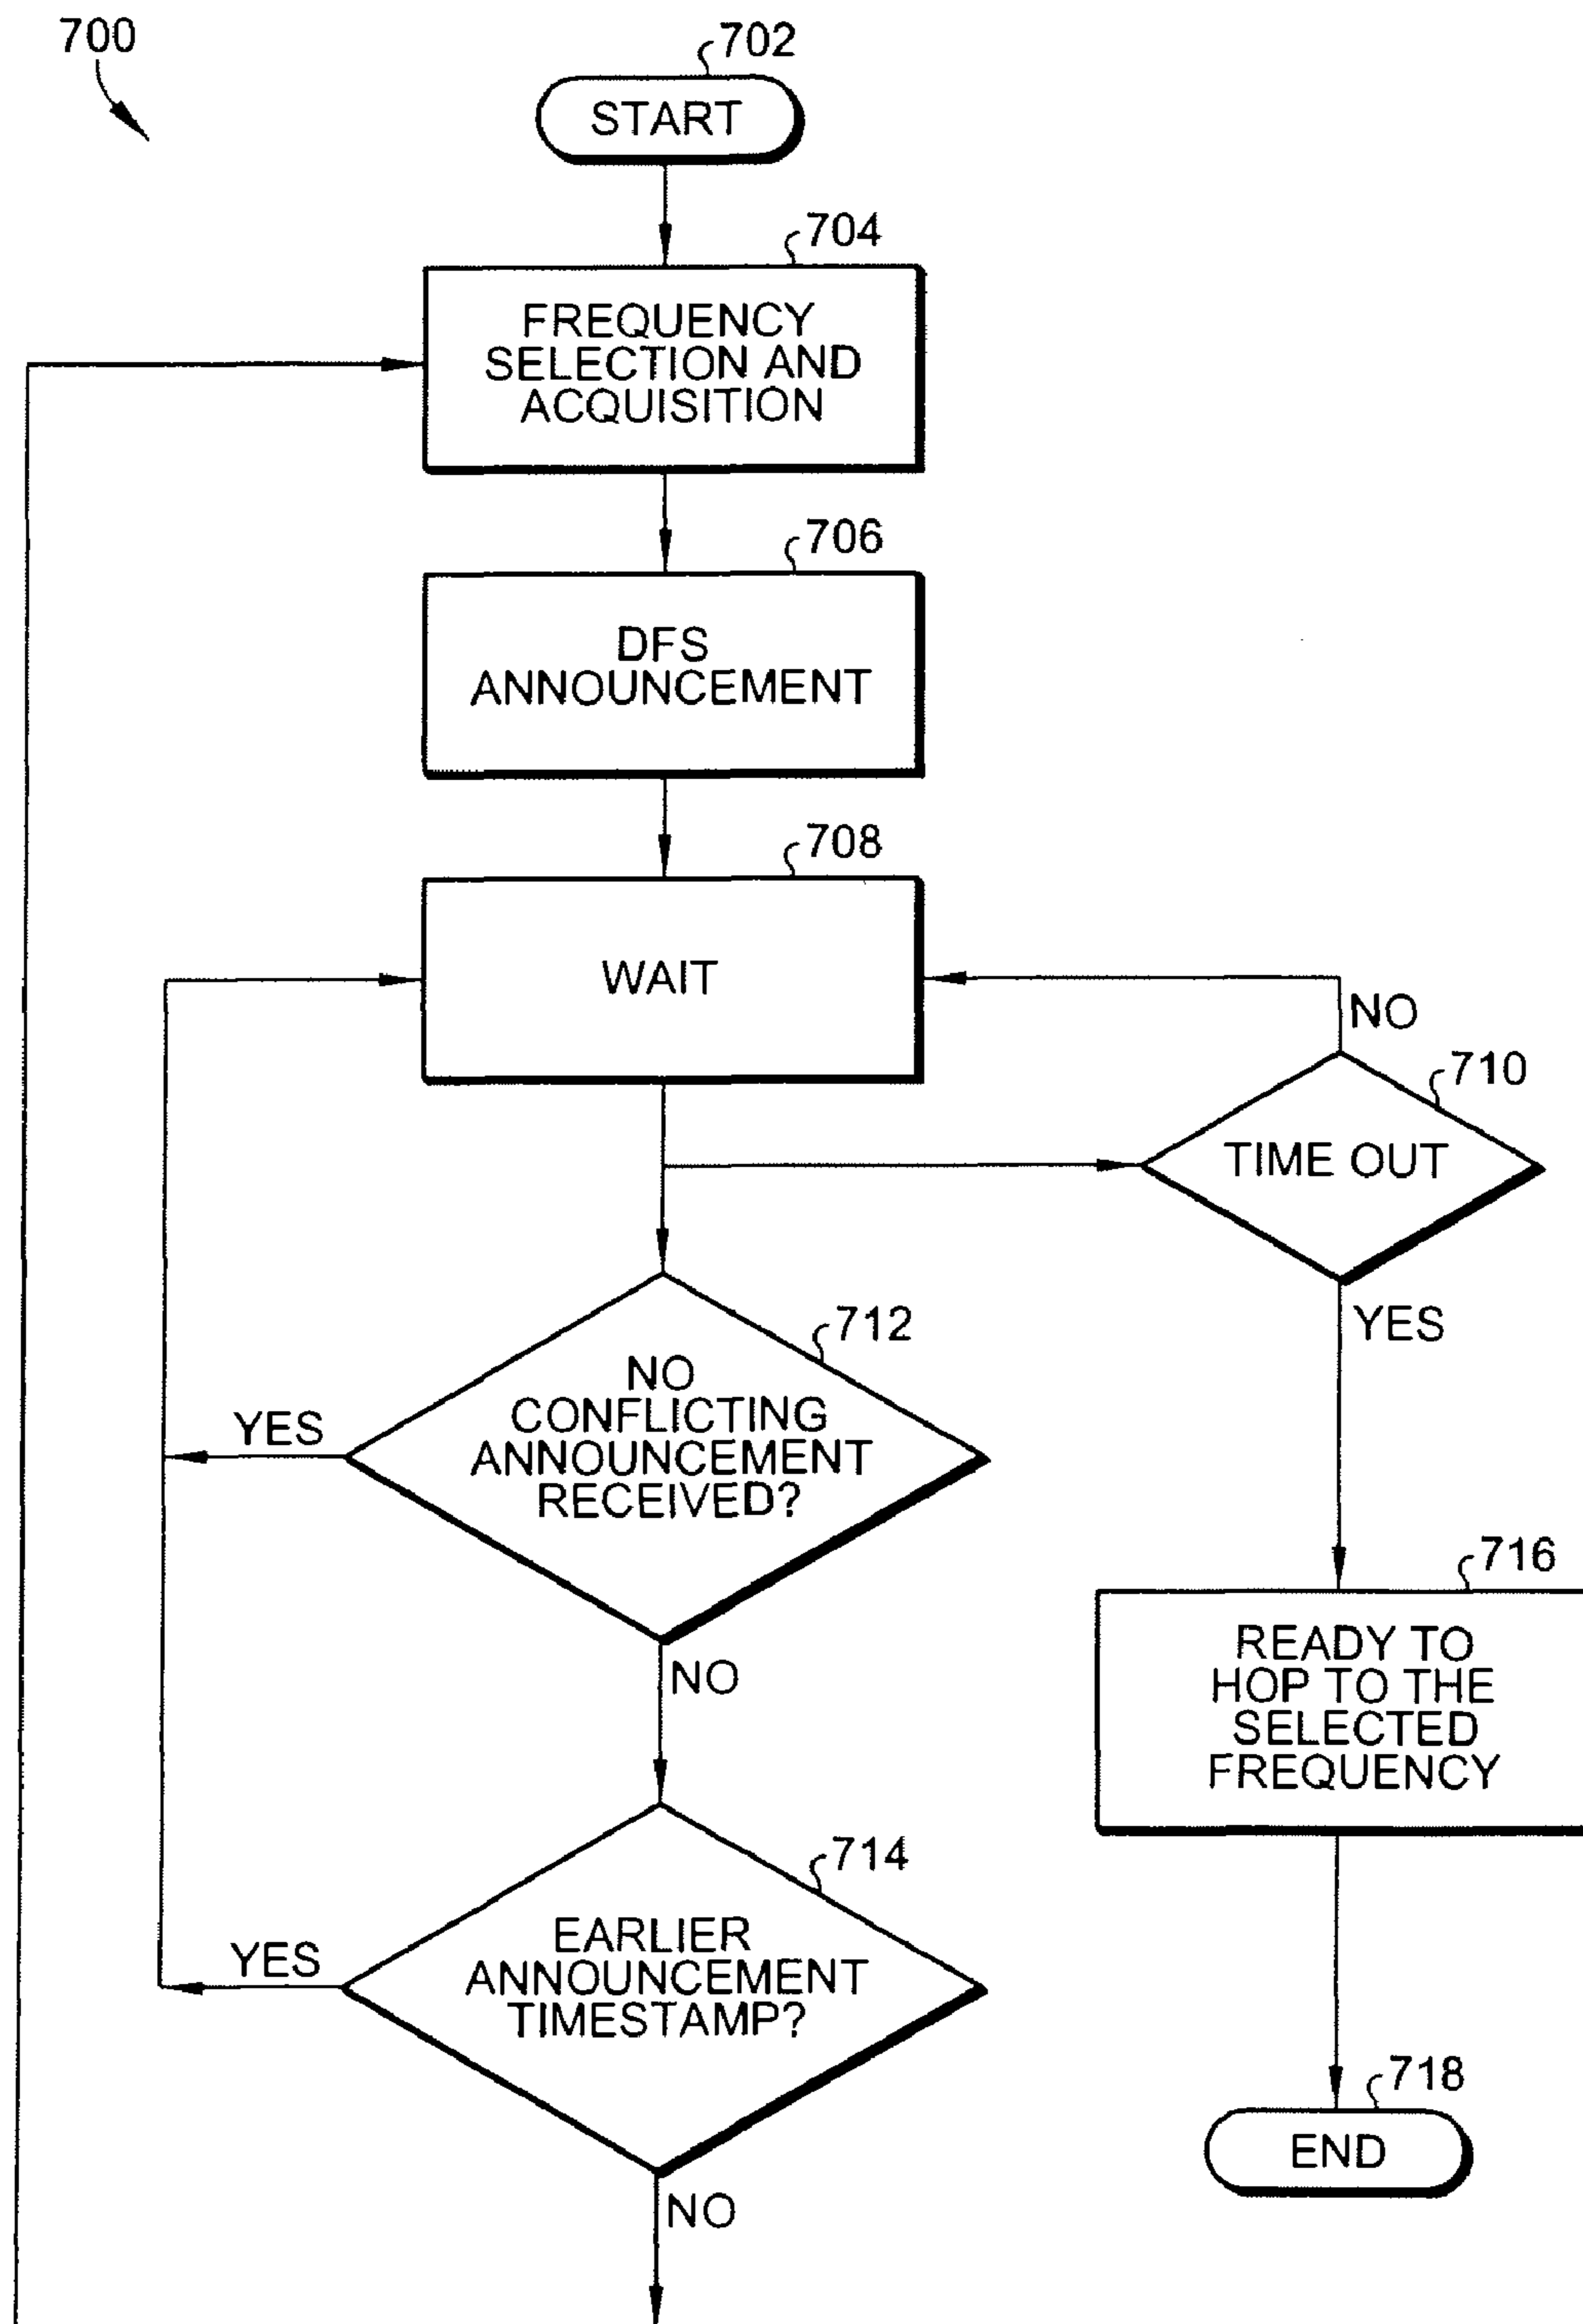 700
702
START
704
FREQUENCY
SELECTION AND
ACQUISITION
706
DFS
ANNOUNCEMENT
708
WAIT
NO
710
TIME OUT
YES
712
NO
CONFLICTING
ANNOUNCEMENT
RECEIVED?
YES
NO
716
READY TO
HOP TO THE
SELECTED
FREQUENCY
714
EARLIER
ANNOUNCEMENT
TIMESTAMP?
YES
NO
718
END